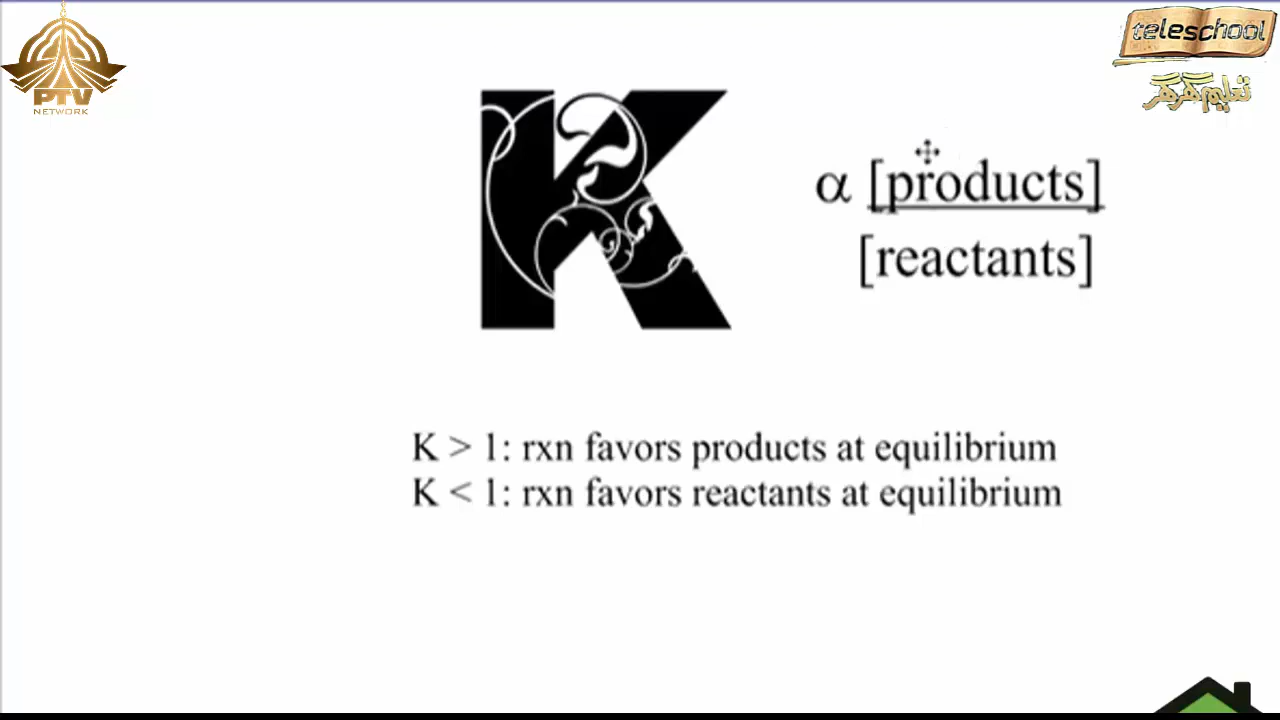 PTV
NETWORK
teleschool
تعلیم گھر گھر
K
α [products]
[reactants]
K > 1: rxn favors products at equilibrium
K < 1: rxn favors reactants at equilibrium